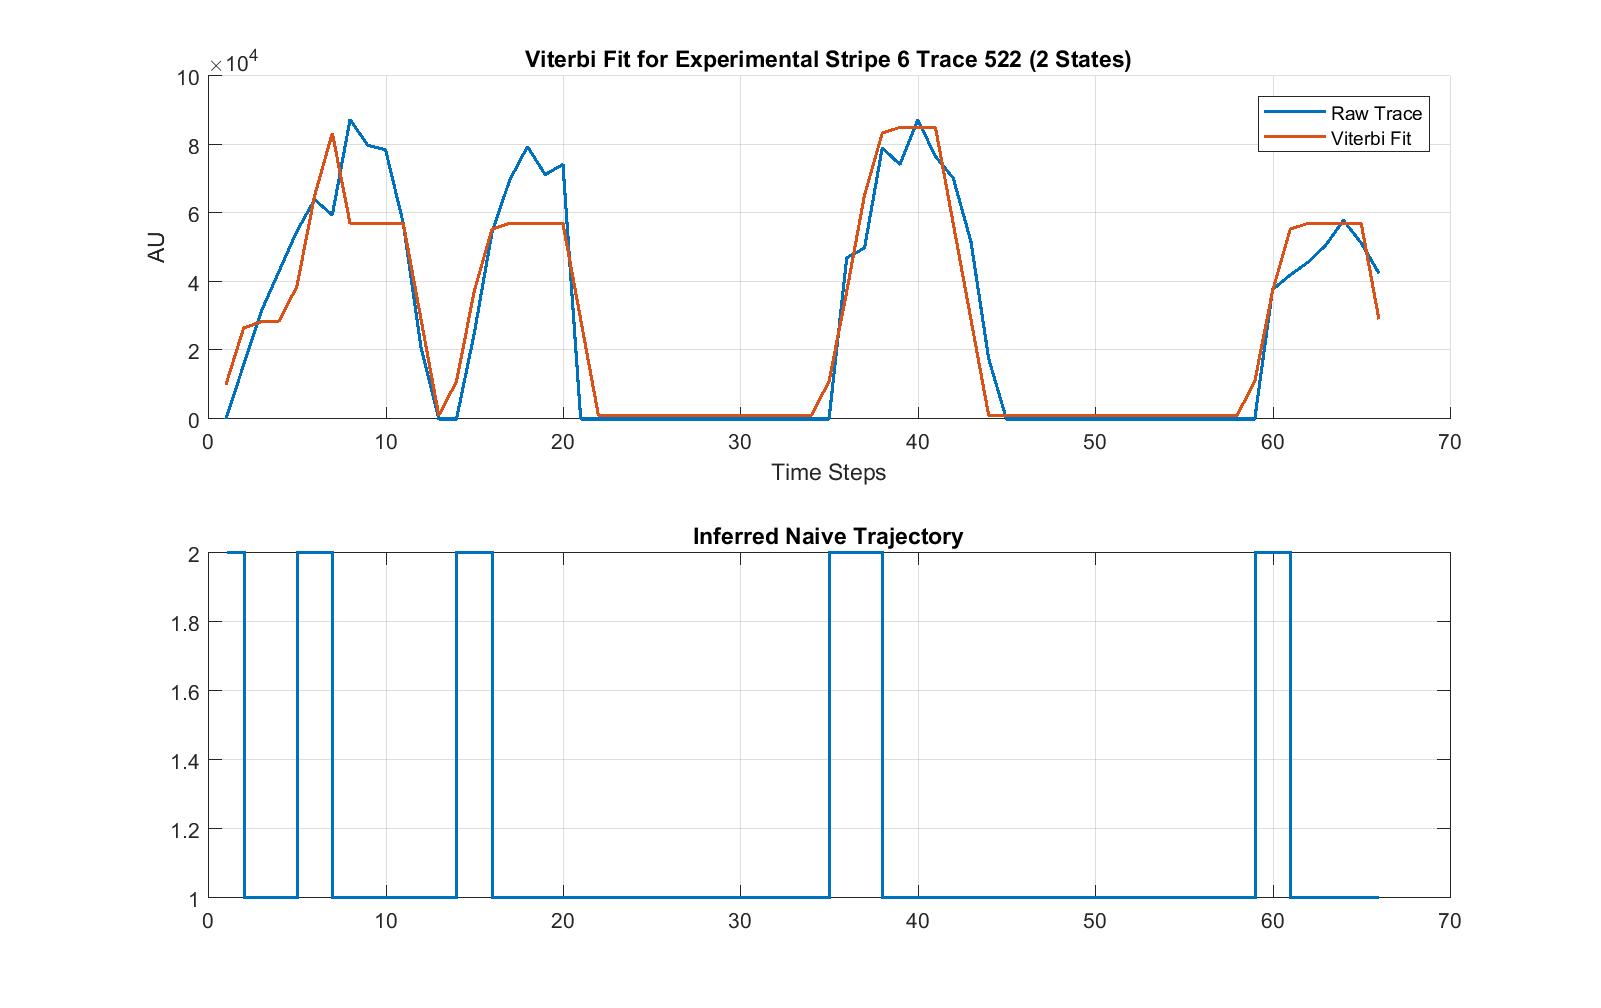 Viterbi Fit for Experimental Stripe 6 Trace 522 (2 States)
×10⁴
10
8
6
4
2
0
AU
Raw Trace
Viterbi Fit
0 10 20 30 40 50 60 70
Time Steps
Inferred Naive Trajectory
2
1.8
1.6
1.4
1.2
1
0 10 20 30 40 50 60 70